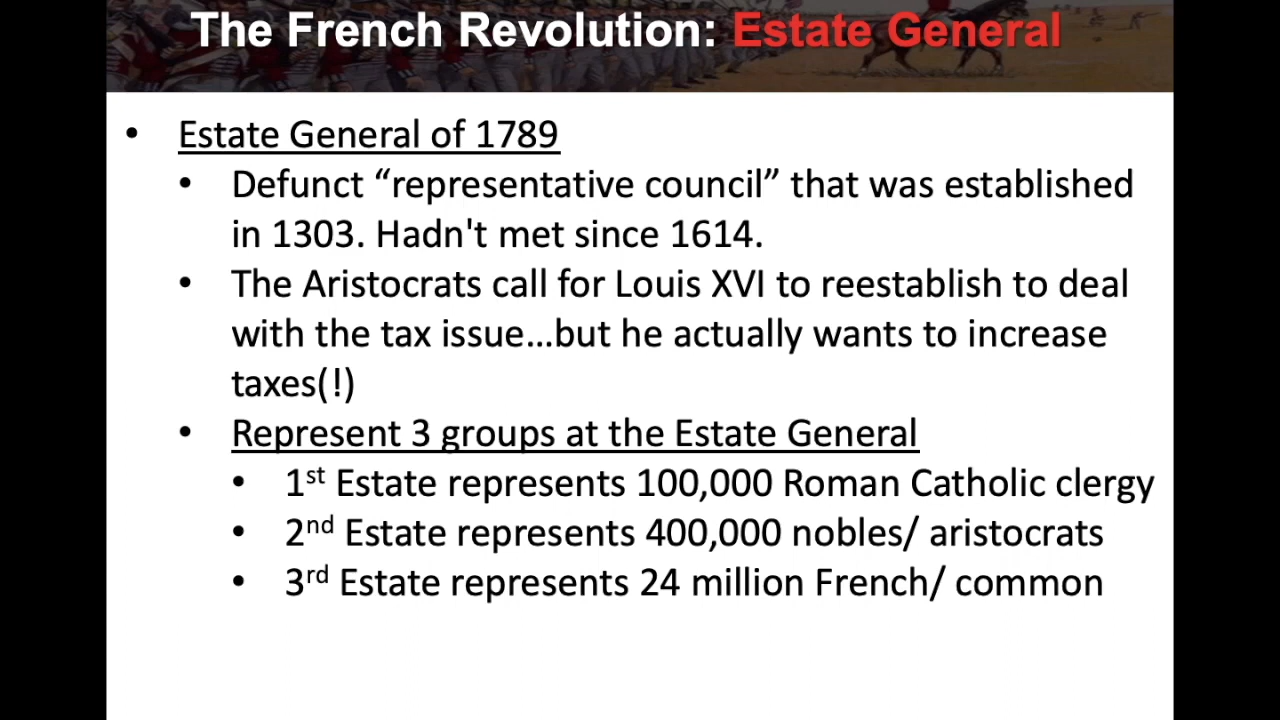 The French Revolution: Estate General
• Estate General of 1789
• Defunct “representative council” that was established
in 1303. Hadn't met since 1614.
• The Aristocrats call for Louis XVI to reestablish to deal
with the tax issue...but he actually wants to increase
taxes(!)
• Represent 3 groups at the Estate General
• 1st Estate represents 100,000 Roman Catholic clergy
• 2nd Estate represents 400,000 nobles/ aristocrats
• 3rd Estate represents 24 million French/ common